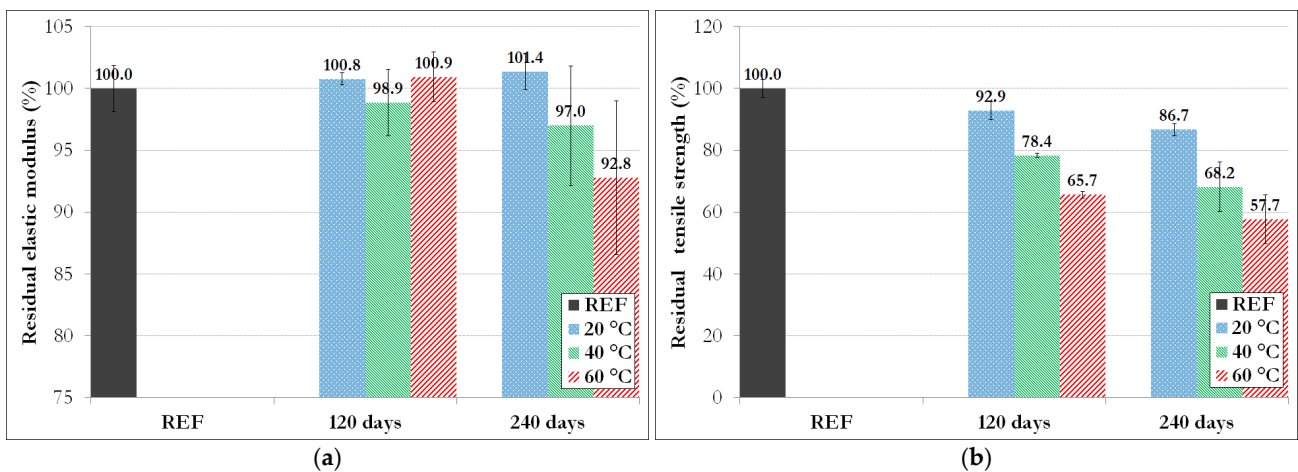 105
100
95
90
85
80
75
Residual elastic modulus (%)
100.0
100.8
98.9
100.9
101.4
97.0
92.8
REF
20 °C
40 °C
60 °C
REF
120 days
240 days
(a)
120
100
80
60
40
20
0
Residual tensile strength (%)
100.0
92.9
78.4
65.7
86.7
68.2
57.7
REF
20 °C
40 °C
60 °C
REF
120 days
240 days
(b)